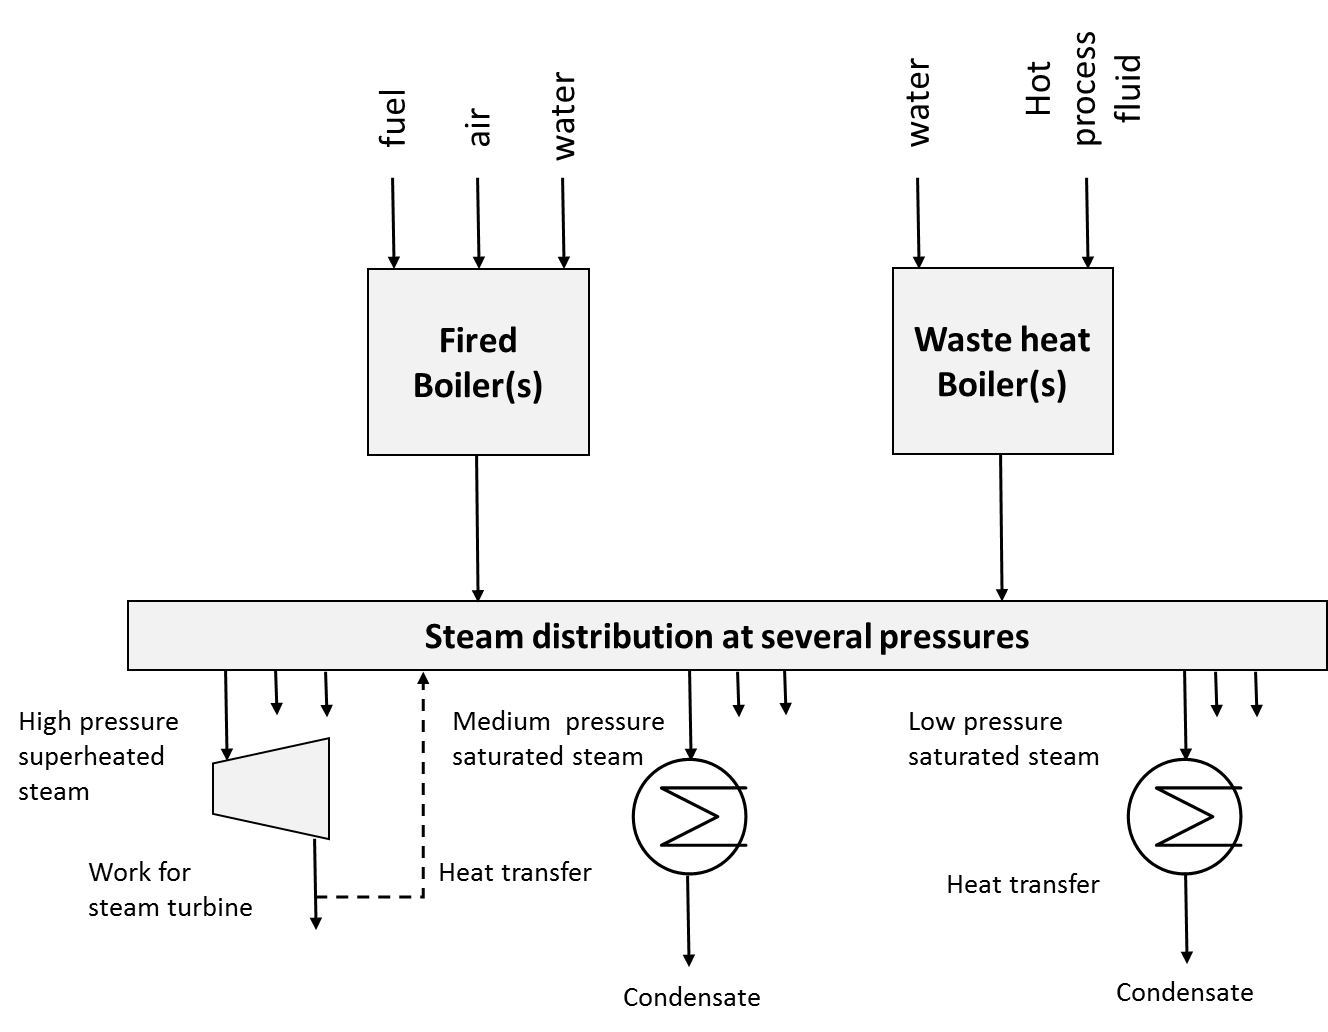 fuel
air
water
water
Hot
process
fluid
Fired
Boiler(s)
Waste heat
Boiler(s)
Steam distribution at several pressures
High pressure
superheated
steam
Medium  pressure
saturated steam
Low pressure
saturated steam
Work for
steam turbine
Heat transfer
Heat transfer
Condensate
Condensate